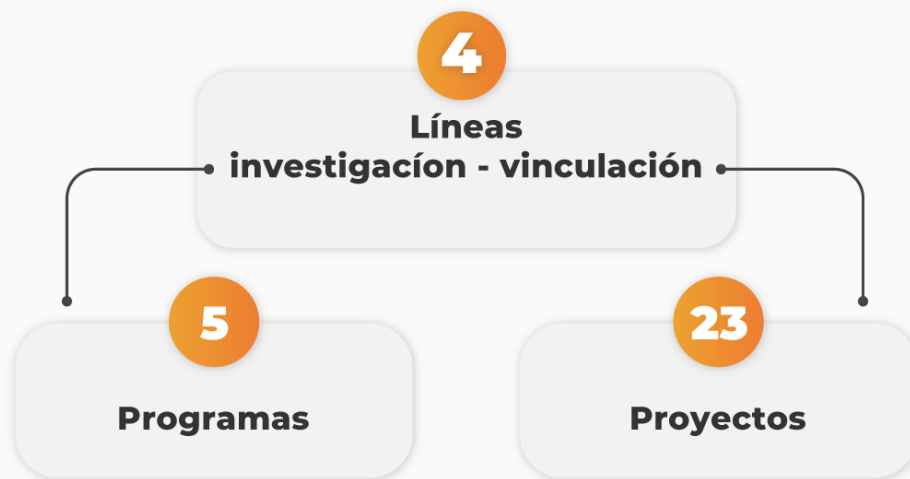 4
Líneas
investigacíon - vinculación
5
Programas
23
Proyectos